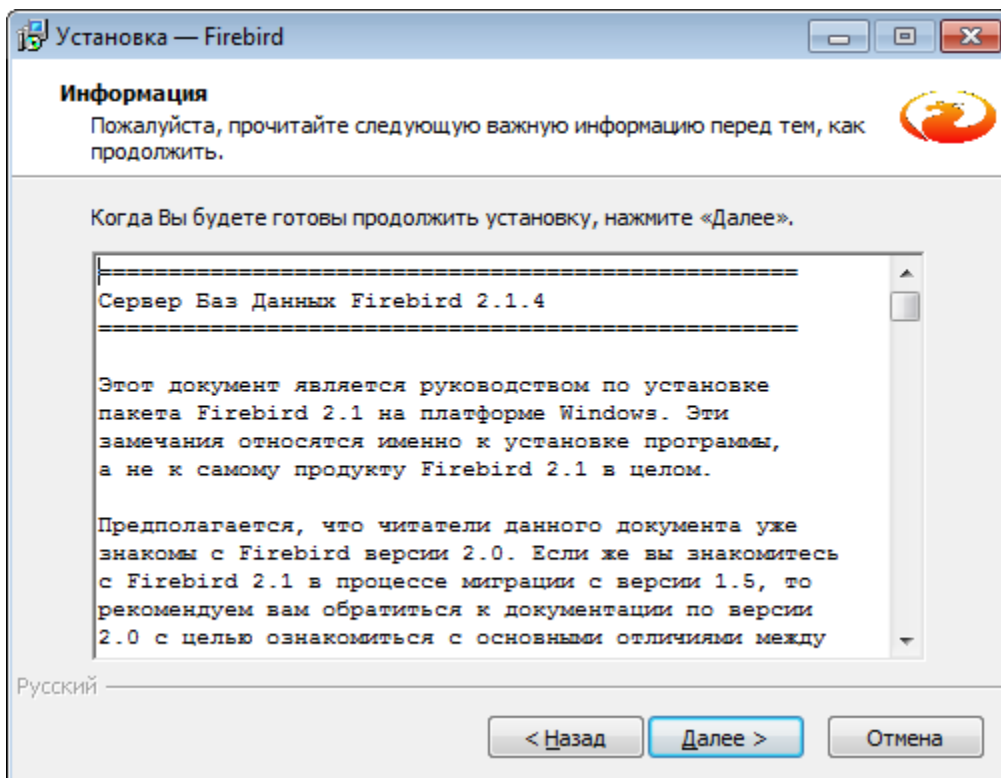 Установка — Firebird
Информация
Пожалуйста, прочитайте следующую важную информацию перед тем, как
продолжить.
Когда Вы будете готовы продолжить установку, нажмите «Далее».
==================================================
Сервер Баз Данных Firebird 2.1.4
==================================================
Этот документ является руководством по установке
пакета Firebird 2.1 на платформе Windows. Эти
замечания относятся именно к установке программы,
а не к самому продукту Firebird 2.1 в целом.
Предполагается, что читатели данного документа уже
знакомы с Firebird версии 2.0. Если же вы знакомитесь
с Firebird 2.1 в процессе миграции с версии 1.5, то
рекомендуем вам обратиться к документации по версии
2.0 с целью ознакомиться с основными отличиями между
Русский
< Назад Далее > Отмена